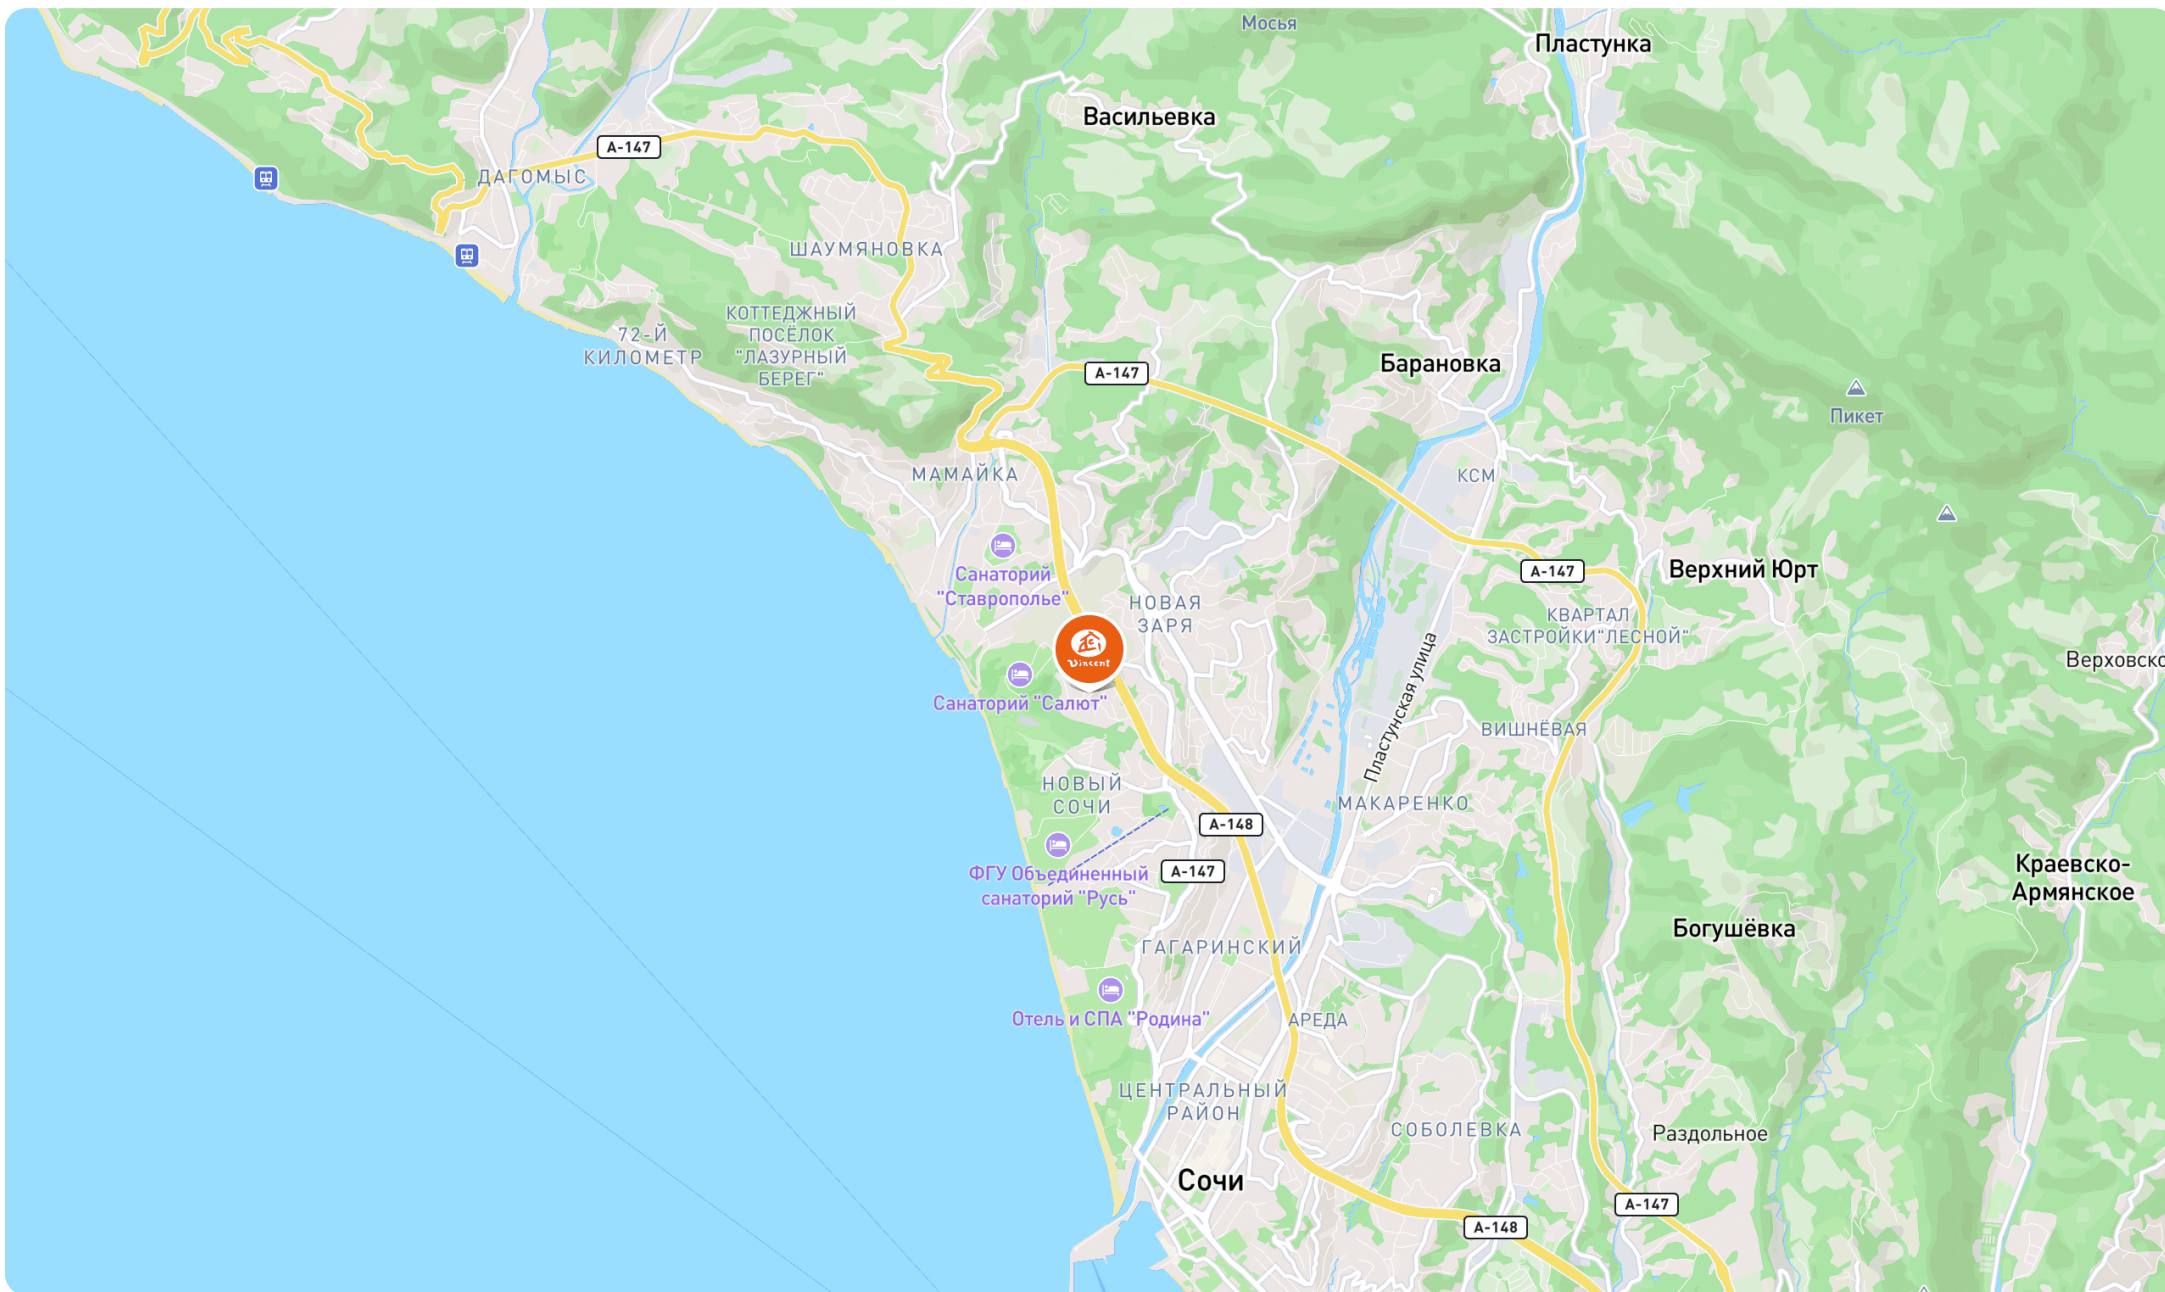 Мосья
Пластунка
Васильевка
А-147
ДАГОМЫС
ШАУМЯНОВКА
КОТТЕДЖНЫЙ
ПОСЁЛОК
"ЛАЗУРНЫЙ
БЕРЕГ"
72-Й
КИЛОМЕТР
А-147
Барановка
Пикет
МАМАЙКА
КСМ
Санаторий
"Ставрополье"
НОВАЯ
ЗАРЯ
А-147
Верхний Юрт
КВАРТАЛ
ЗАСТРОЙКИ"ЛЕСНОЙ"
Vincent
Верховско
Санаторий "Салют"
Пластунская улица
ВИШНЁВАЯ
НОВЫЙ
СОЧИ
МАКАРЕНКО
А-148
А-147
ФГУ Объединенный
санаторий "Русь"
Краевско-
Армянское
Богушёвка
ГАГАРИНСКИЙ
Отель и СПА "Родина"
АРЕДА
ЦЕНТРАЛЬНЫЙ
РАЙОН
СОБОЛЕВКА
Раздольное
Сочи
А-147
А-148